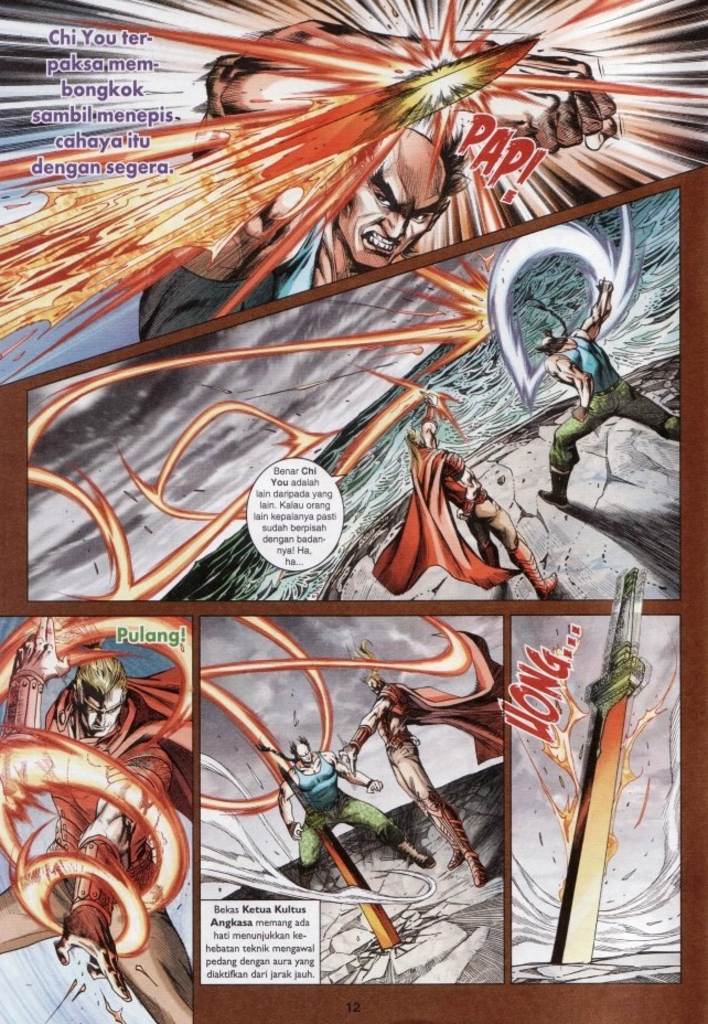 Chi You ter-
paksa mem-
bongkok
sambil menepis
cahaya itu
dengan segera.
PAP!
Benar Chi
You adalah
lain daripada yang
lain. Kalau orang
lain kepalanya pasti
sudah berpisah
dengan badan-
nya! Ha,
ha...
Pulang!
Bekas Ketua Kultus
Angkasa memang ada
hati menunjukkan ke-
hebatan teknik mengawal
pedang dengan aura yang
diaktifkan dari jarak jauh.
WONG...
12